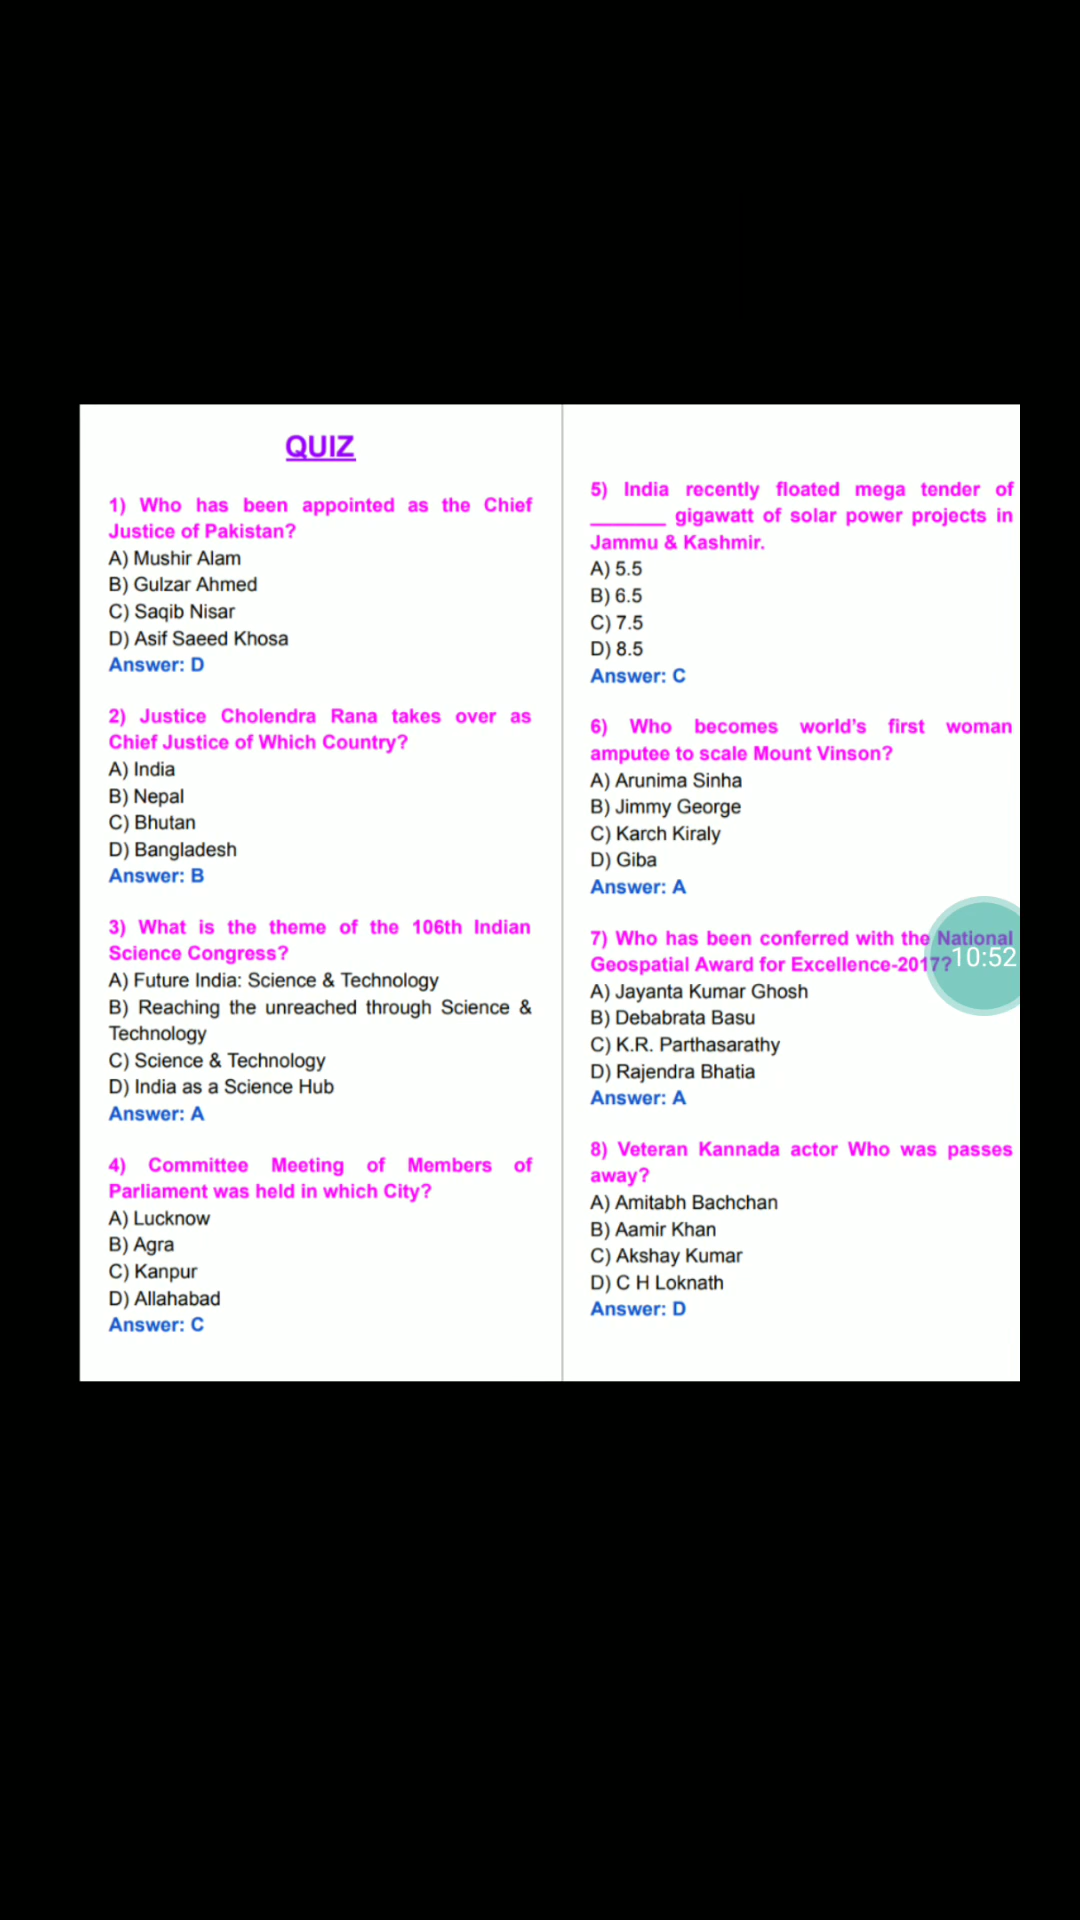 QUIZ
1) Who has been appointed as the Chief
Justice of Pakistan?
A) Mushir Alam
B) Gulzar Ahmed
C) Saqib Nisar
D) Asif Saeed Khosa
Answer: D
2) Justice Cholendra Rana takes over as
Chief Justice of Which Country?
A) India
B) Nepal
C) Bhutan
D) Bangladesh
Answer: B
3) What is the theme of the 106th Indian
Science Congress?
A) Future India: Science & Technology
B) Reaching the unreached through Science &
Technology
C) Science & Technology
D) India as a Science Hub
Answer: A
4) Committee Meeting of Members of
Parliament was held in which City?
A) Lucknow
B) Agra
C) Kanpur
D) Allahabad
Answer: C
5) India recently floated mega tender of
_______ gigawatt of solar power projects in
Jammu & Kashmir.
A) 5.5
B) 6.5
C) 7.5
D) 8.5
Answer: C
6) Who becomes world's first woman
amputee to scale Mount Vinson?
A) Arunima Sinha
B) Jimmy George
C) Karch Kiraly
D) Giba
Answer: A
7) Who has been conferred with the National
Geospatial Award for Excellence-2017?
10:52
A) Jayanta Kumar Ghosh
B) Debabrata Basu
C) K.R. Parthasarathy
D) Rajendra Bhatia
Answer: A
8) Veteran Kannada actor Who was passes
away?
A) Amitabh Bachchan
B) Aamir Khan
C) Akshay Kumar
D) C H Loknath
Answer: D